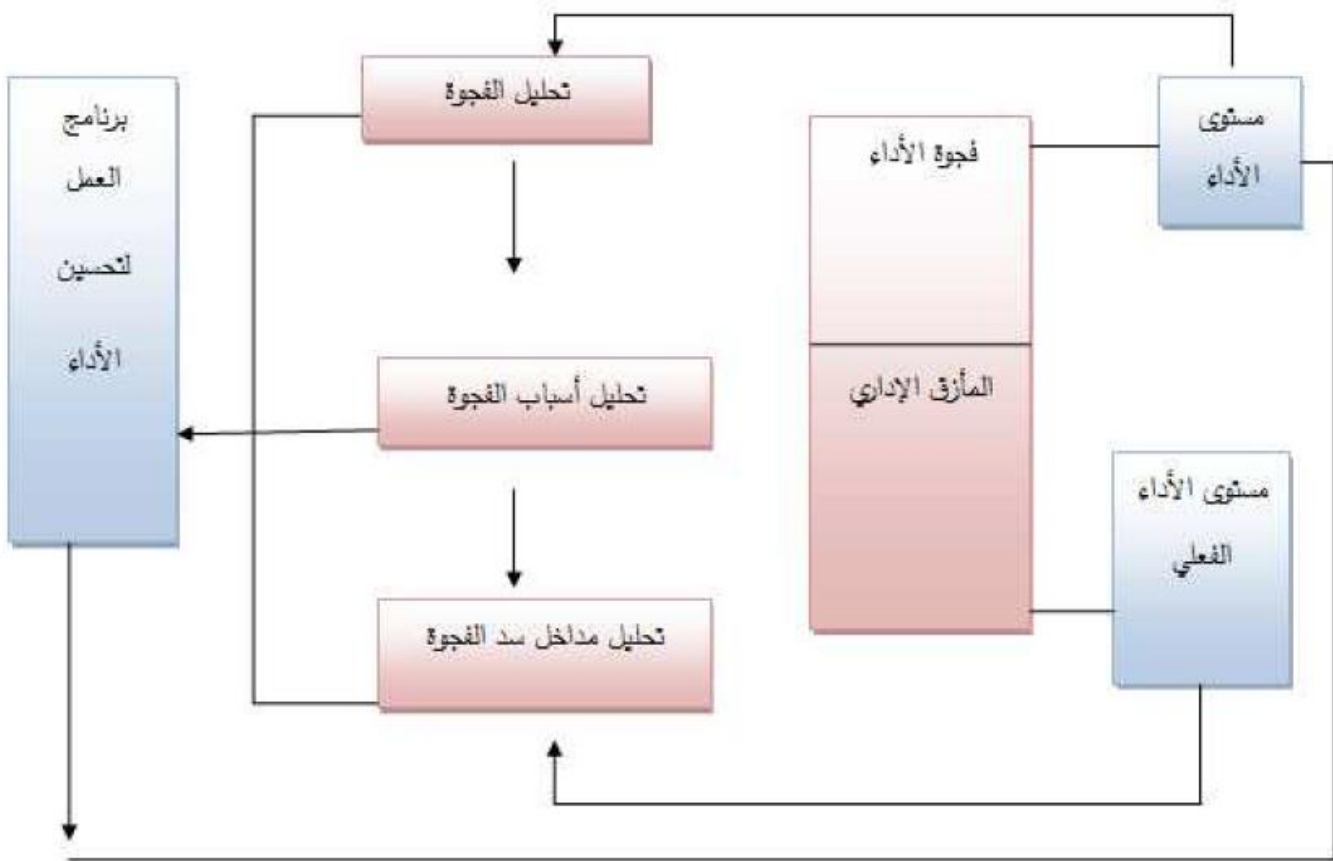 مستوى
الأداء
فجوة الأداء
المأزق الإداري
مستوى الأداء
الفعلي
تحليل الفجوة
تحليل أسباب الفجوة
تحليل مداخل سد الفجوة
برنامج
العمل
لتحسين
الأداء